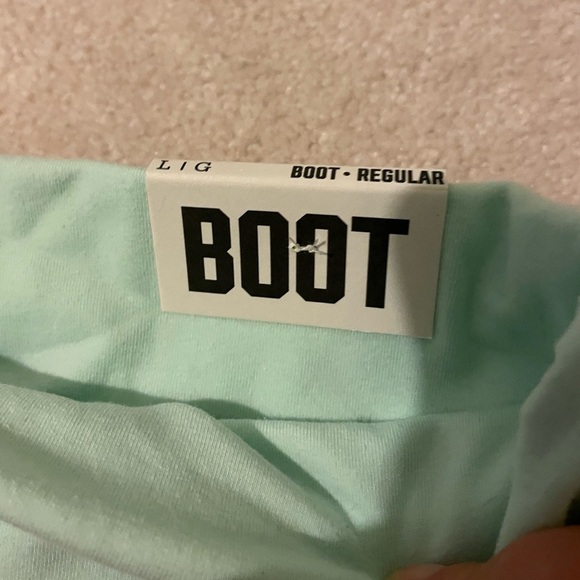 L | G BOOT • REGULAR
BOOT